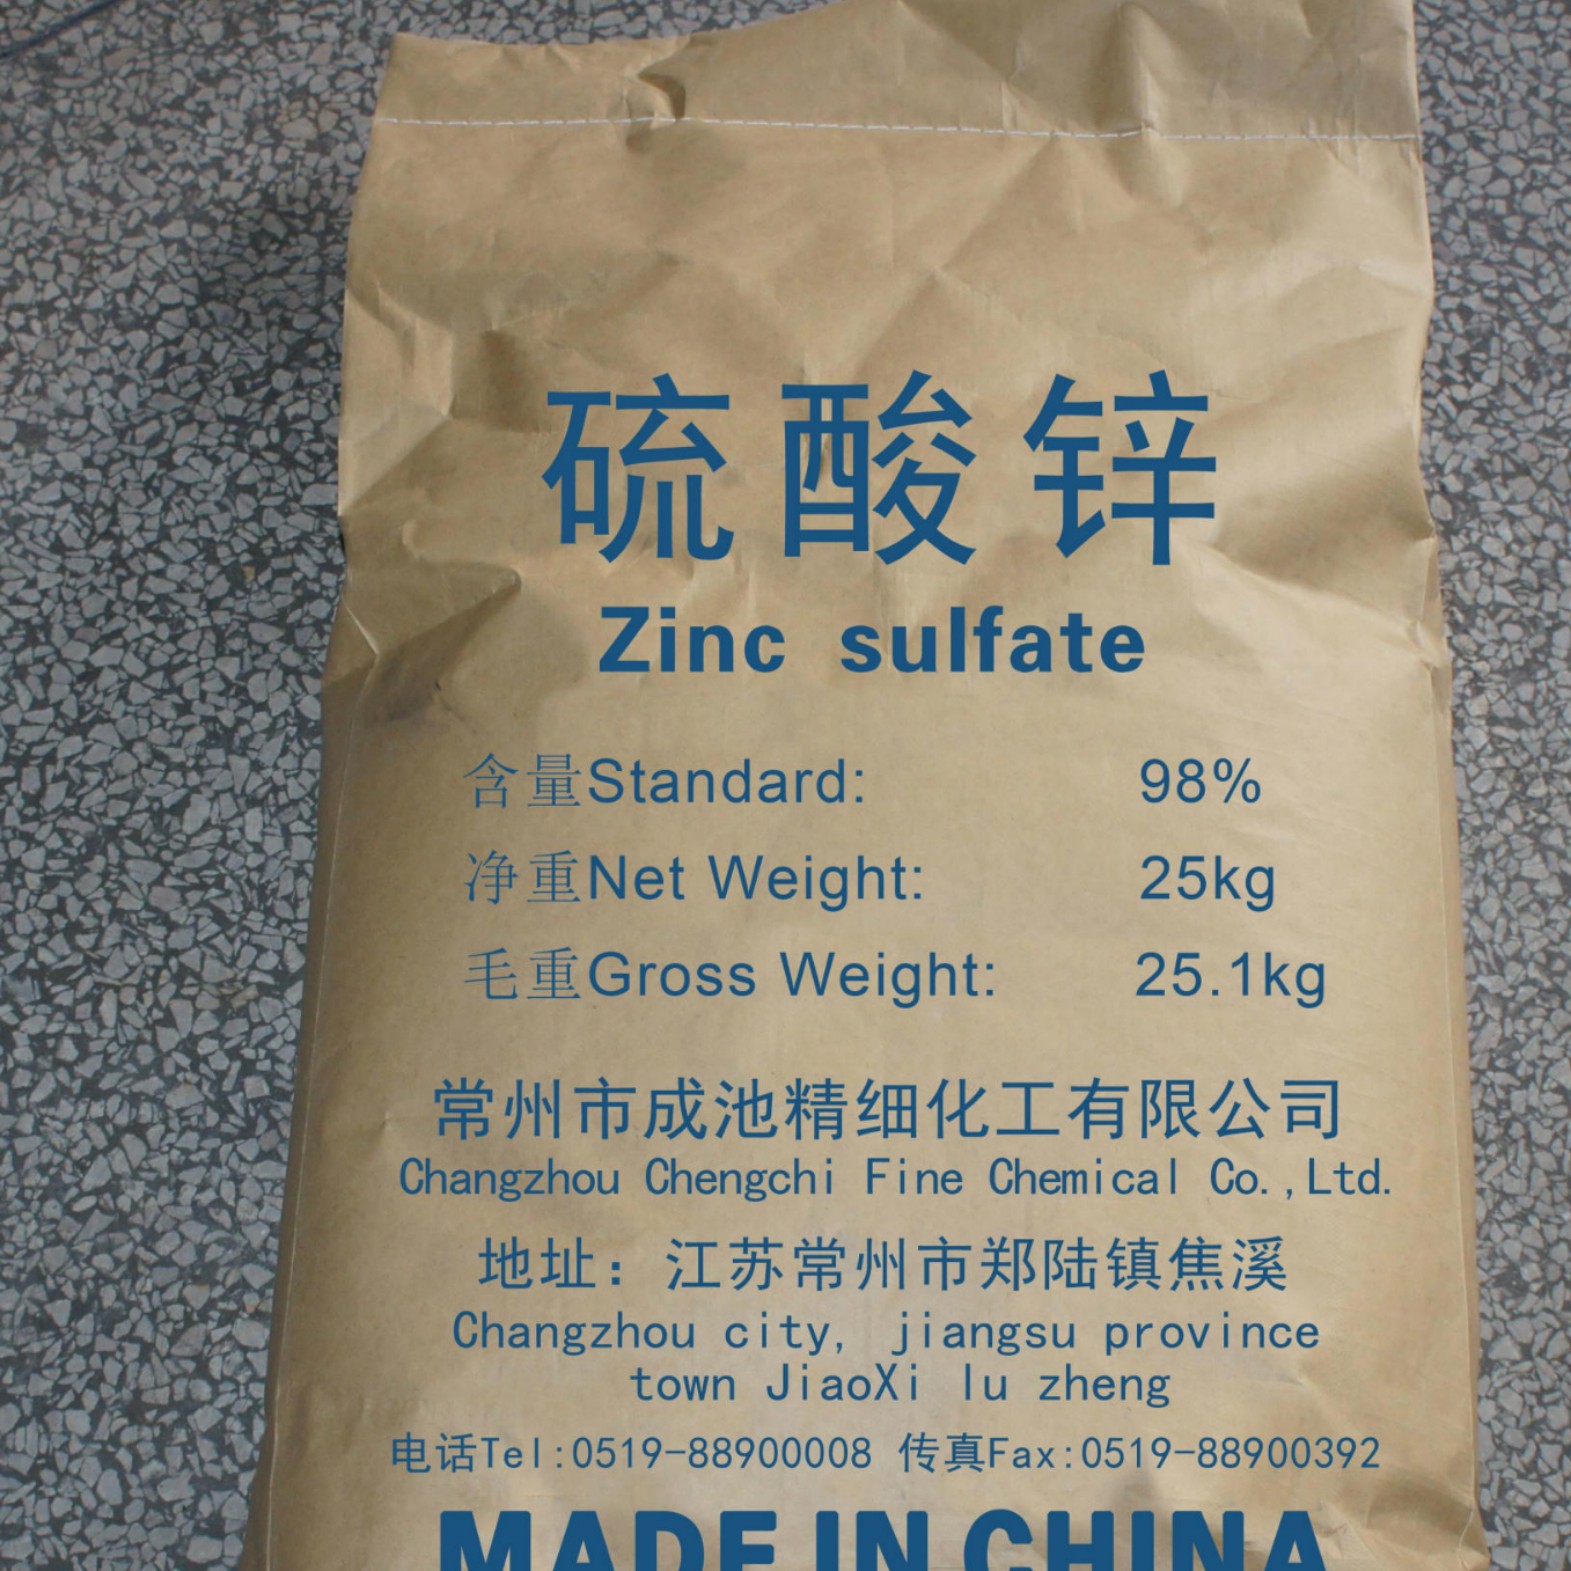 硫酸锌
Zinc sulfate
含量Standard: 98%
净重Net Weight: 25kg
毛重Gross Weight: 25.1kg
常州市成池精细化工有限公司
Changzhou Chengchi Fine Chemical Co.,Ltd.
地址：江苏常州市郑陆镇焦溪
Changzhou city, jiangsu province
town JiaoXi lu zheng
电话Tel:0519-88900008 传真Fax:0519-88900392
MADE IN CHINA